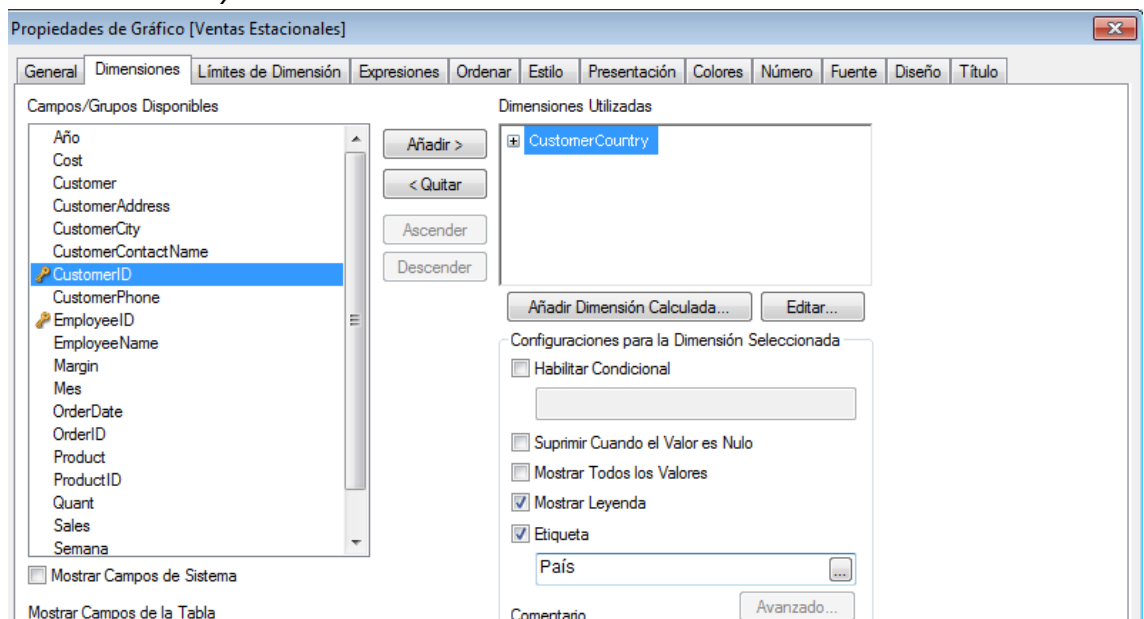 Propiedades de Gráfico [Ventas Estacionales]
General Dimensiones Límites de Dimensión Expresiones Ordenar Estilo Presentación Colores Número Fuente Diseño Título
Campos/Grupos Disponibles
Año
Cost
Customer
CustomerAddress
CustomerCity
CustomerContactName
CustomerID
CustomerPhone
EmployeeID
EmployeeName
Margin
Mes
OrderDate
OrderID
Product
ProductID
Quant
Sales
Semana
Mostrar Campos de Sistema
Mostrar Campos de la Tabla
Añadir >
< Quitar
Ascender
Descender
Dimensiones Utilizadas
CustomerCountry
Añadir Dimensión Calculada... Editar...
Configuraciones para la Dimensión Seleccionada
Habilitar Condicional
Suprimir Cuando el Valor es Nulo
Mostrar Todos los Valores
Mostrar Leyenda
Etiqueta
País ...
Avanzado...
Comentario